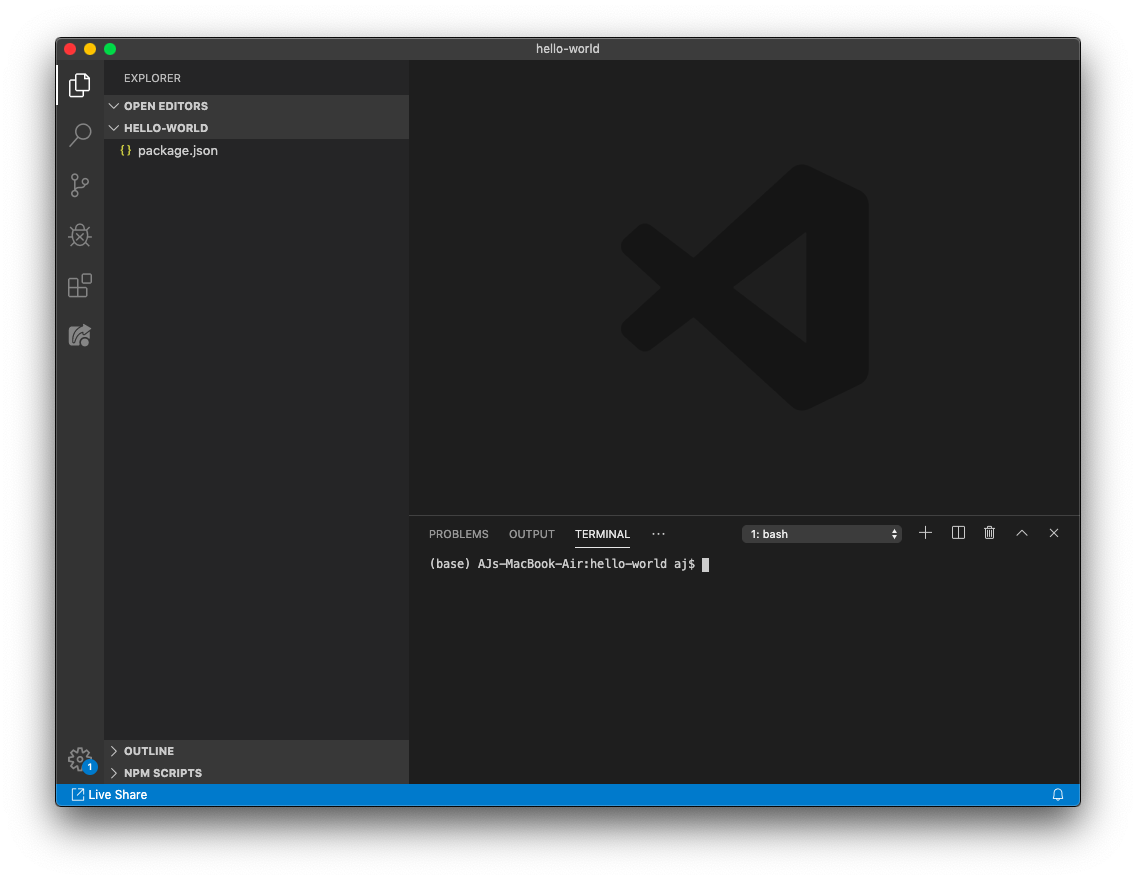 hello-world
EXPLORER
OPEN EDITORS
HELLO-WORLD
{} package.json
PROBLEMS OUTPUT TERMINAL ··· 1: bash
(base) AJs-MacBook-Air:hello-world aj$
OUTLINE
1
NPM SCRIPTS
Live Share